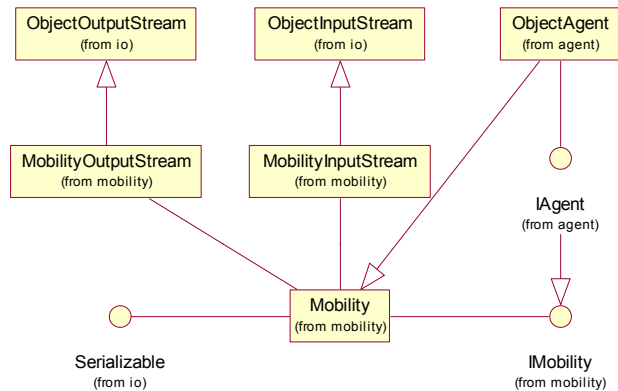 ObjectOutputStream
(from io)
ObjectInputStream
(from io)
ObjectAgent
(from agent)
MobilityOutputStream
(from mobility)
MobilityInputStream
(from mobility)
IAgent
(from agent)
Mobility
(from mobility)
Serializable
(from io)
IMobility
(from mobility)